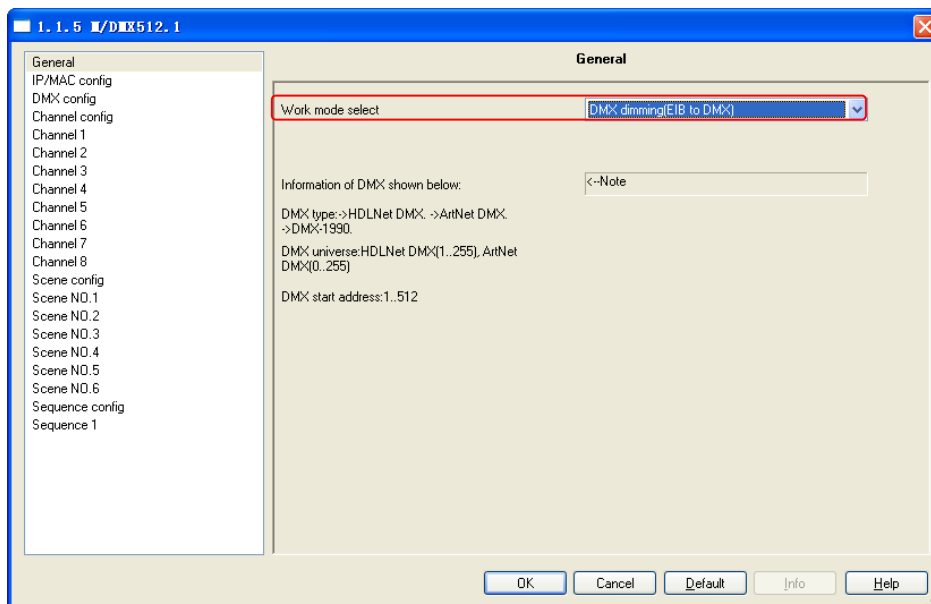 1.1.5 M/DMX512.1
General
IP/MAC config
DMX config
Channel config
Channel 1
Channel 2
Channel 3
Channel 4
Channel 5
Channel 6
Channel 7
Channel 8
Scene config
Scene NO.1
Scene NO.2
Scene NO.3
Scene NO.4
Scene NO.5
Scene NO.6
Sequence config
Sequence 1
General
Work mode select
DMX dimming(EIB to DMX)
Information of DMX shown below:
<--Note
DMX type:->HDLNet DMX. ->ArtNet DMX.
->DMX-1990.
DMX universe:HDLNet DMX(1..255), ArtNet
DMX(0..255)
DMX start address:1..512
OK
Cancel
Default
Info
Help